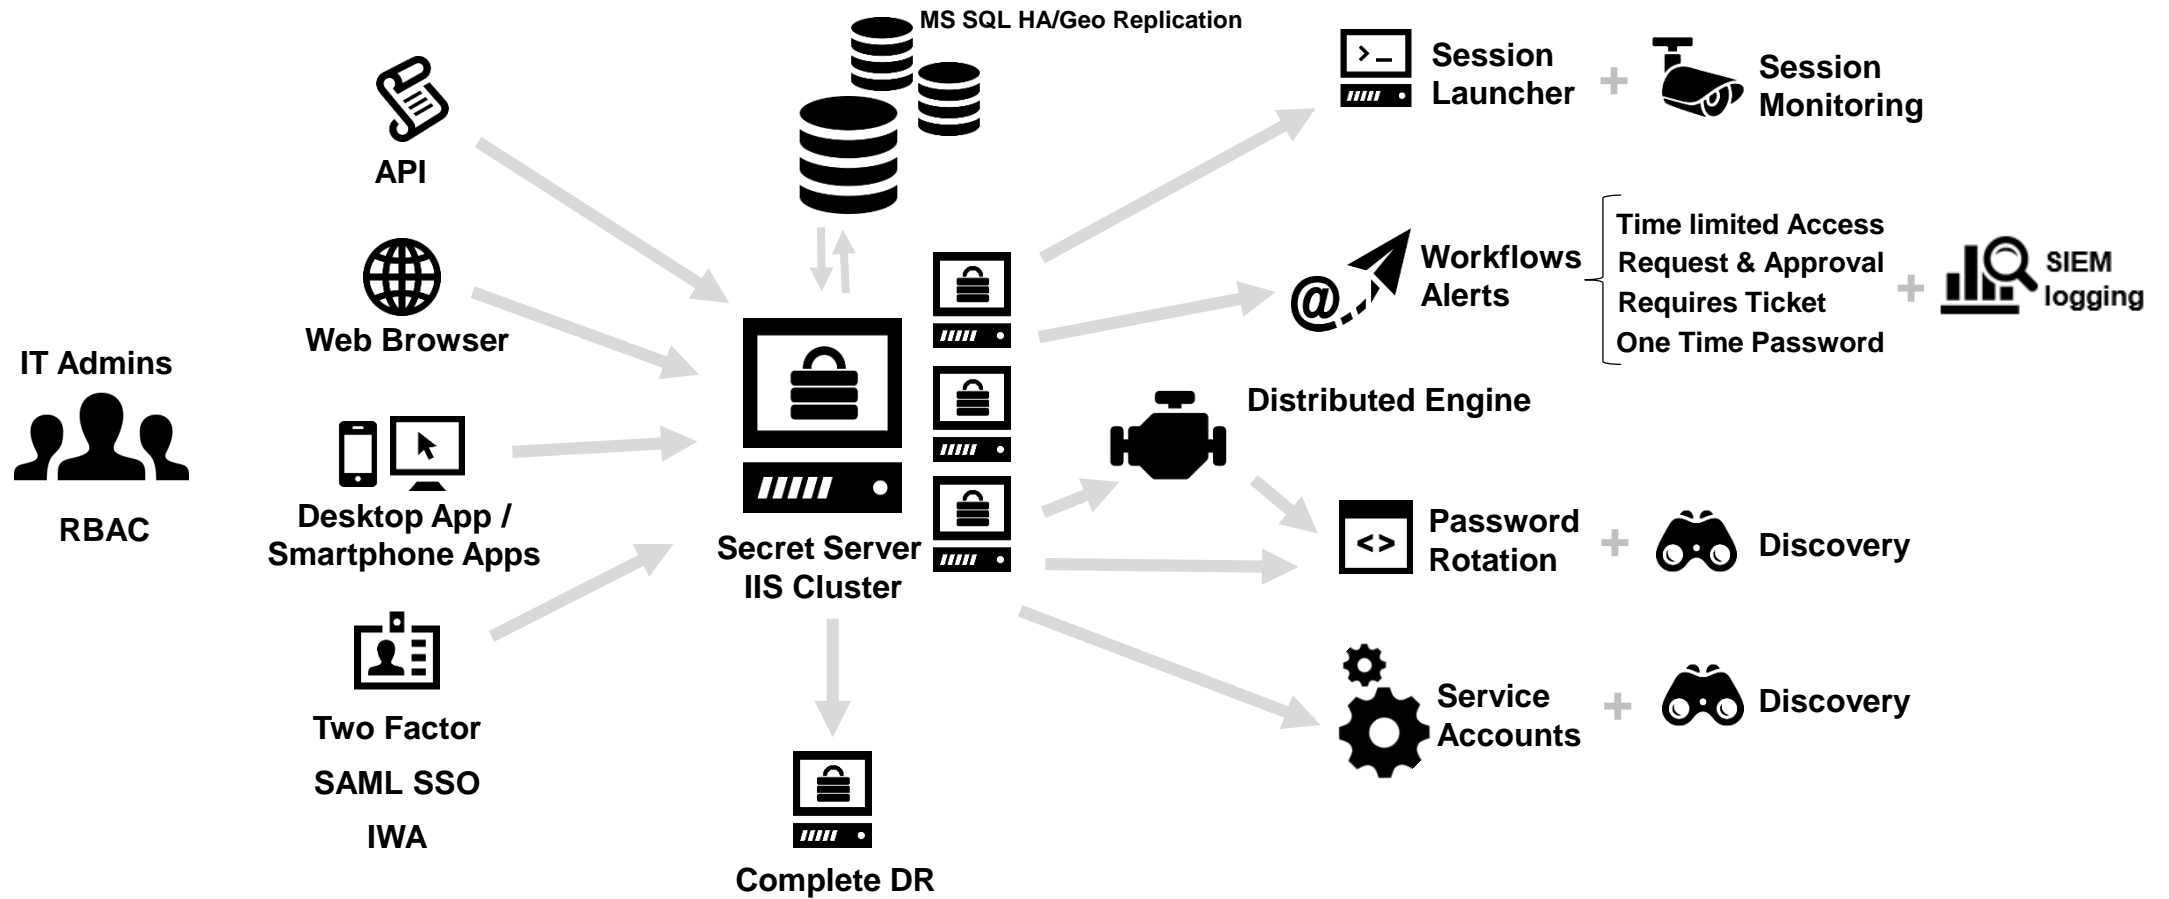 MS SQL HA/Geo Replication
API
Web Browser
IT Admins
RBAC
Desktop App /
Smartphone Apps
Two Factor
SAML SSO
IWA
Secret Server
IIS Cluster
Complete DR
>_
Session
Launcher
+
Session
Monitoring
@
Workflows
Alerts
Time limited Access
Request & Approval
Requires Ticket
One Time Password
+
SIEM
logging
Distributed Engine
<>
Password
Rotation
+
Discovery
Service
Accounts
+
Discovery